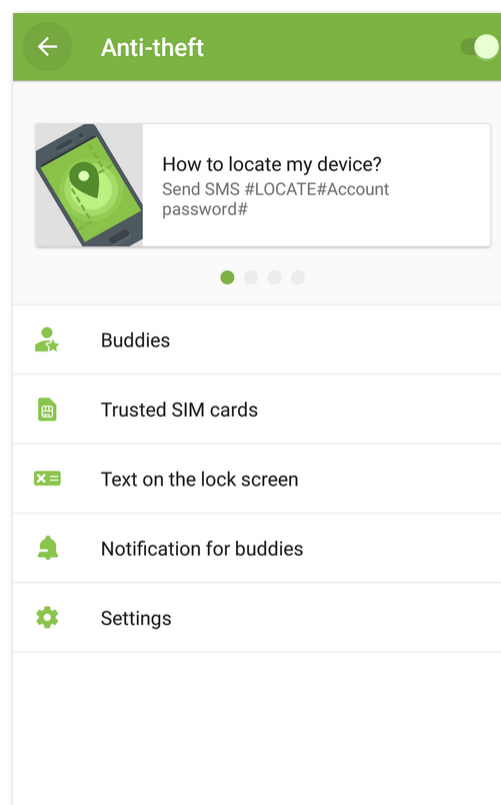 Anti-theft
How to locate my device?
Send SMS #LOCATE#Account
password#
Buddies
Trusted SIM cards
Text on the lock screen
Notification for buddies
Settings